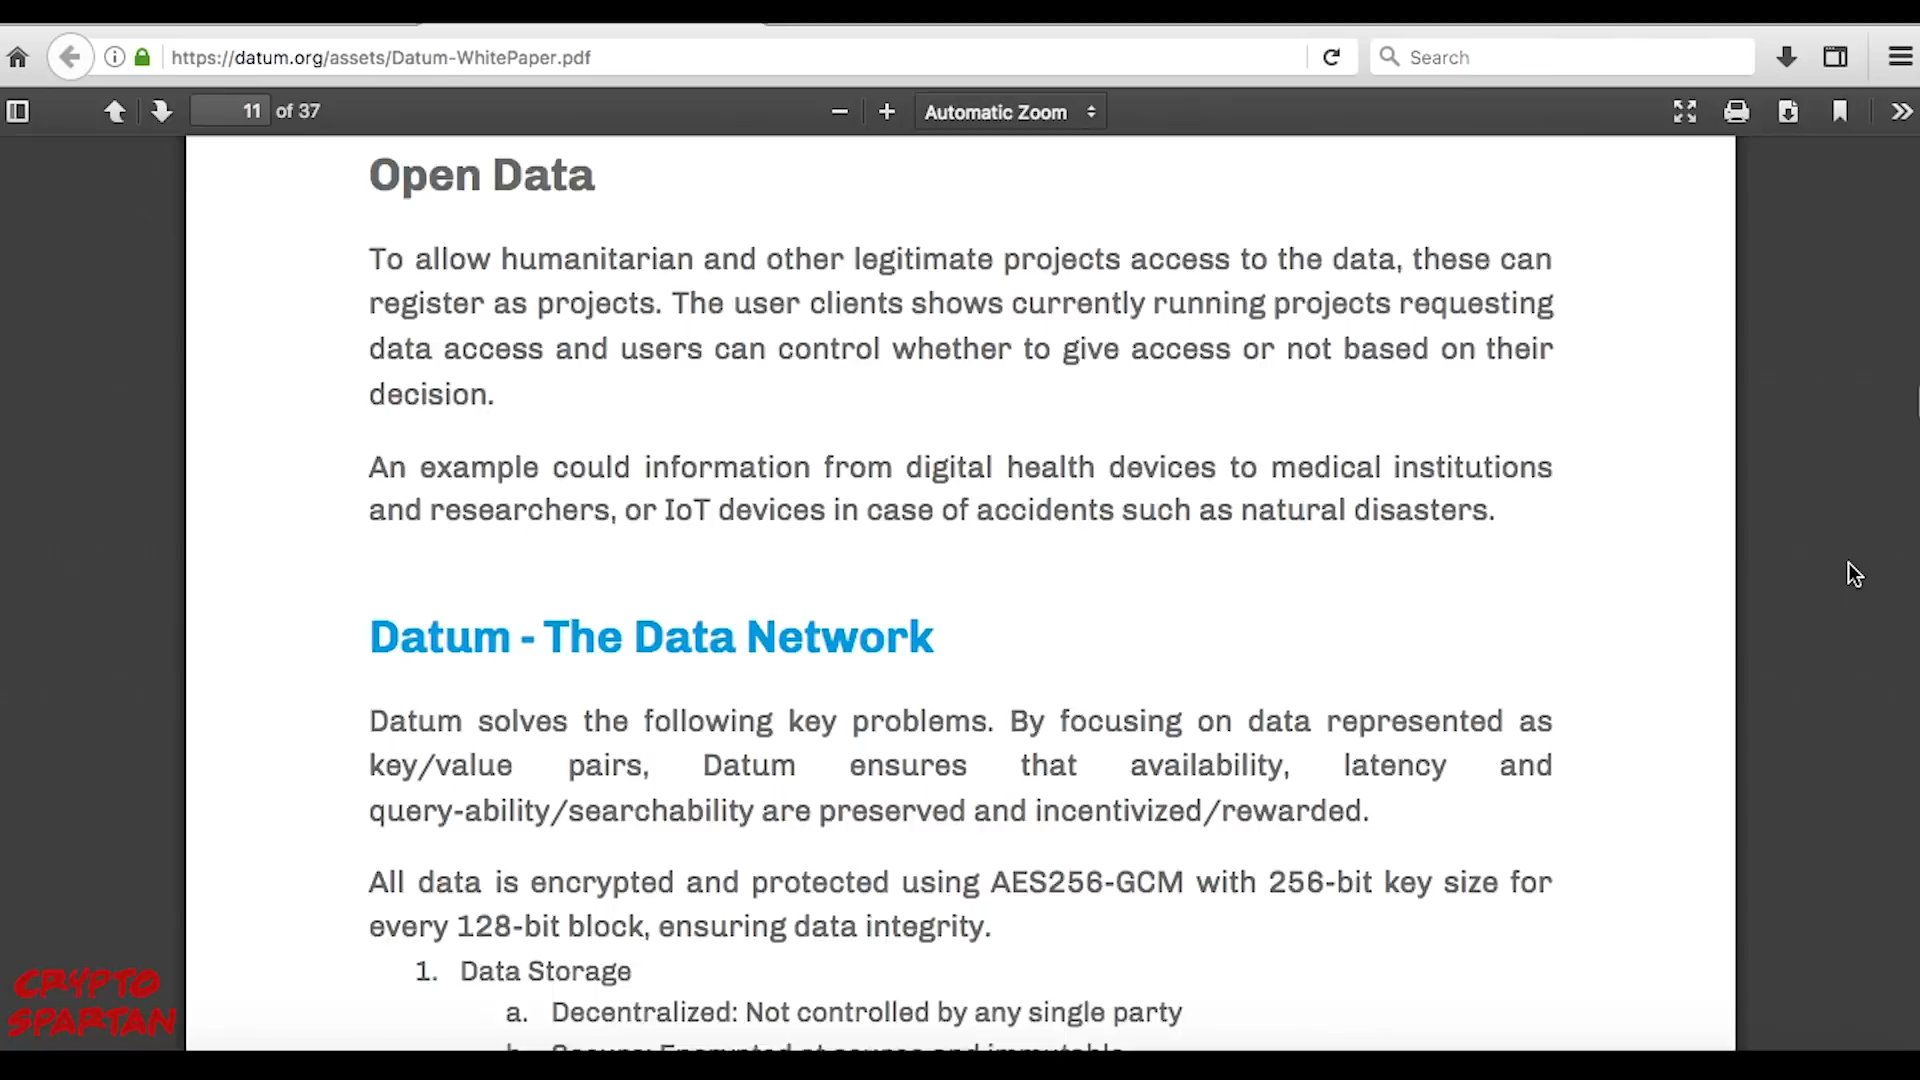 https://datum.org/assets/Datum-WhitePaper.pdf
Search
11 of 37
Automatic Zoom
Open Data
To allow humanitarian and other legitimate projects access to the data, these can
register as projects. The user clients shows currently running projects requesting
data access and users can control whether to give access or not based on their
decision.
An example could information from digital health devices to medical institutions
and researchers, or IoT devices in case of accidents such as natural disasters.
Datum - The Data Network
Datum solves the following key problems. By focusing on data represented as
key/value pairs, Datum ensures that availability, latency and
query-ability/searchability are preserved and incentivized/rewarded.
All data is encrypted and protected using AES256-GCM with 256-bit key size for
every 128-bit block, ensuring data integrity.
1. Data Storage
a. Decentralized: Not controlled by any single party
CRYPTO
SPARTAN